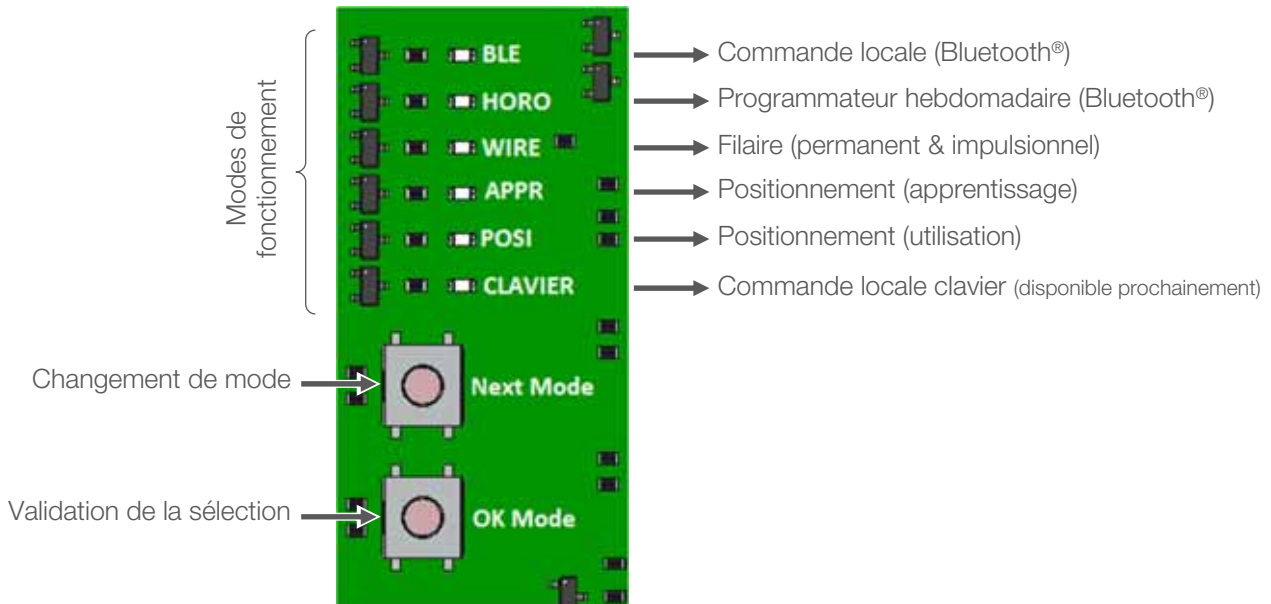 Modes de
fonctionnement
BLE
Commande locale (Bluetooth®)
HORO
Programmateur hebdomadaire (Bluetooth®)
WIRE
Filaire (permanent & impulsionnel)
APPR
Positionnement (apprentissage)
POSI
Positionnement (utilisation)
CLAVIER
Commande locale clavier (disponible prochainement)
Changement de mode
Next Mode
Validation de la sélection
OK Mode